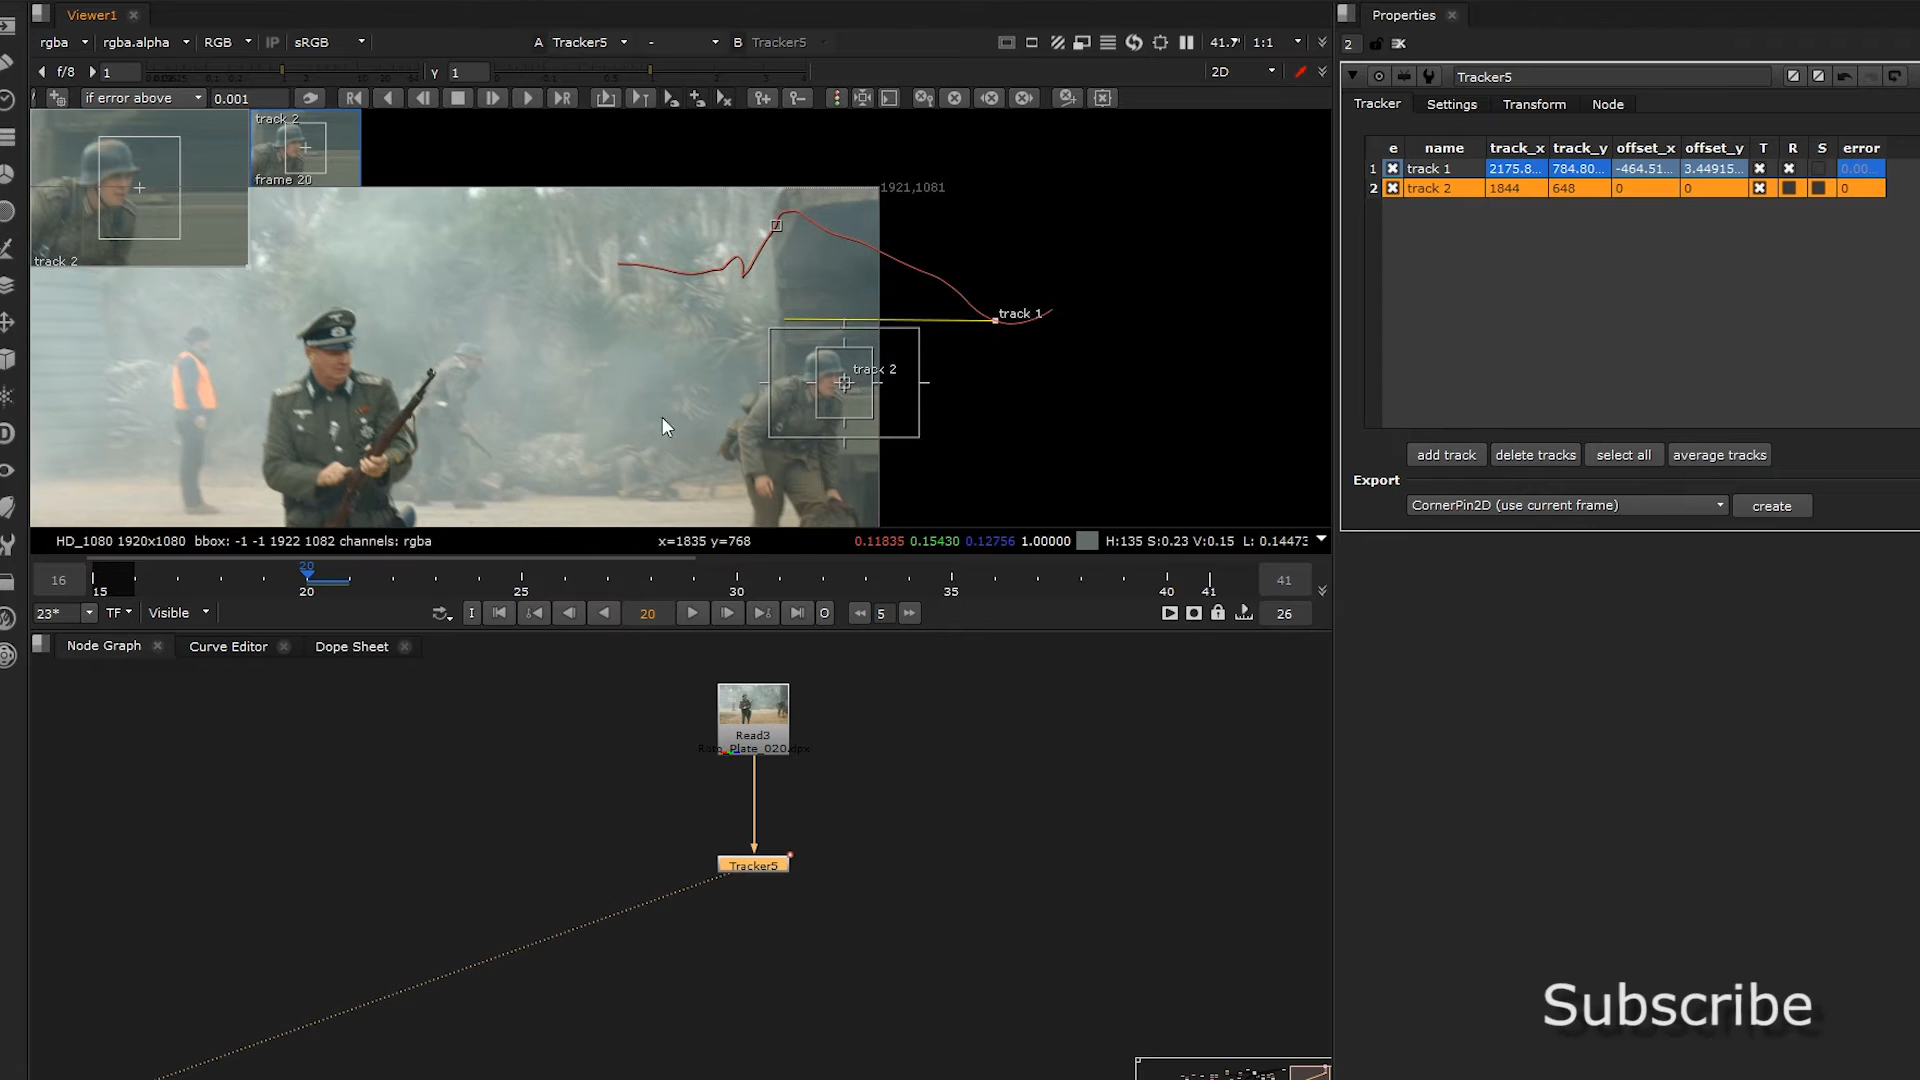 Viewer1
Properties
rgba rgba.alpha RGB IP sRGB A Tracker5 - B Tracker5 41.7 1:1
2
f/8 1 Y 1 2D
Tracker5
if error above 0.001
Tracker Settings Transform Node
track 2
frame 20
track 2
1921,1081
track 1
track 2
e name track_x track_y offset_x offset_y T R S error
1 track 1 2175.8... 784.80... -464.51... 3.44915... 0.00...
2 track 2 1844 648 0 0 0
add track delete tracks select all average tracks
Export
CornerPin2D (use current frame) create
HD_1080 1920x1080 bbox: -1 -1 1922 1082 channels: rgba x=1835 y=768 0.11835 0.15430 0.12756 1.00000 H:135 S:0.23 V:0.15 L: 0.14473
20
16 15 20 25 30 35 40 41 41
23* TF Visible I 20 O 5 26
Node Graph Curve Editor Dope Sheet
Read3
Roto_Plate_020.dpx
Tracker5
Subscribe